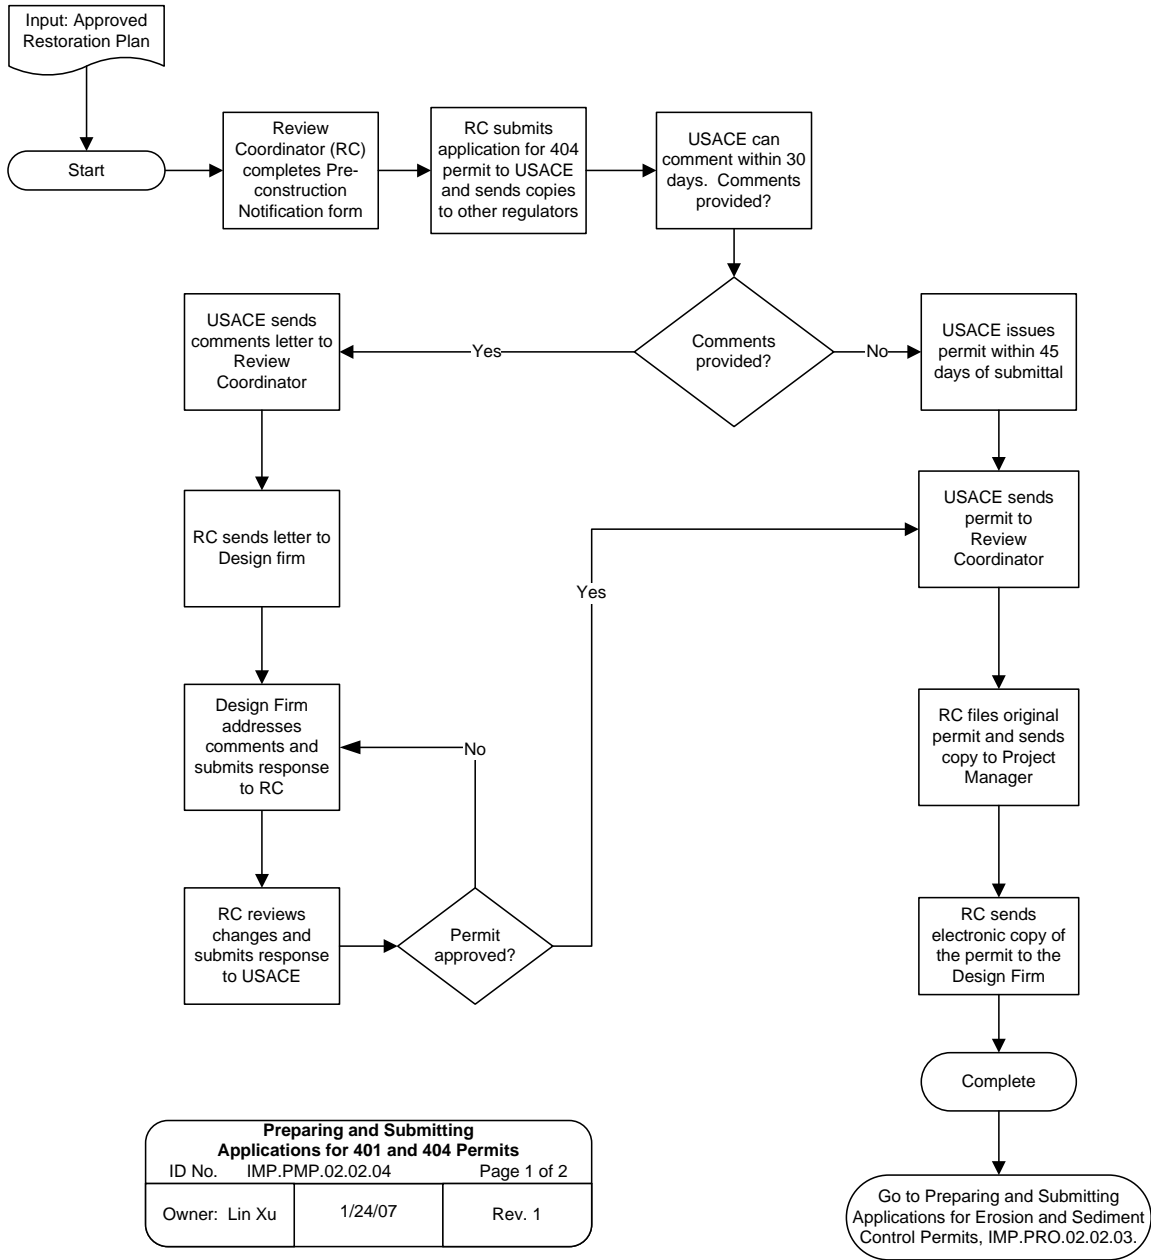 Input: Approved
Restoration Plan
Start
Review
Coordinator (RC)
completes Pre-
construction
Notification form
RC submits
application for 404
permit to USACE
and sends copies
to other regulators
USACE can
comment within 30
days.  Comments
provided?
Comments
provided?
Yes
No
USACE sends
comments letter to
Review
Coordinator
USACE issues
permit within 45
days of submittal
RC sends letter to
Design firm
USACE sends
permit to
Review
Coordinator
Yes
Design Firm
addresses
comments and
submits response
to RC
No
RC files original
permit and sends
copy to Project
Manager
RC reviews
changes and
submits response
to USACE
Permit
approved?
RC sends
electronic copy of
the permit to the
Design Firm
Complete
Go to Preparing and Submitting
Applications for Erosion and Sediment
Control Permits, IMP.PRO.02.02.03.
Preparing and Submitting
Applications for 401 and 404 Permits
ID No. IMP.PMP.02.02.04 Page 1 of 2
Owner: Lin Xu 1/24/07 Rev. 1